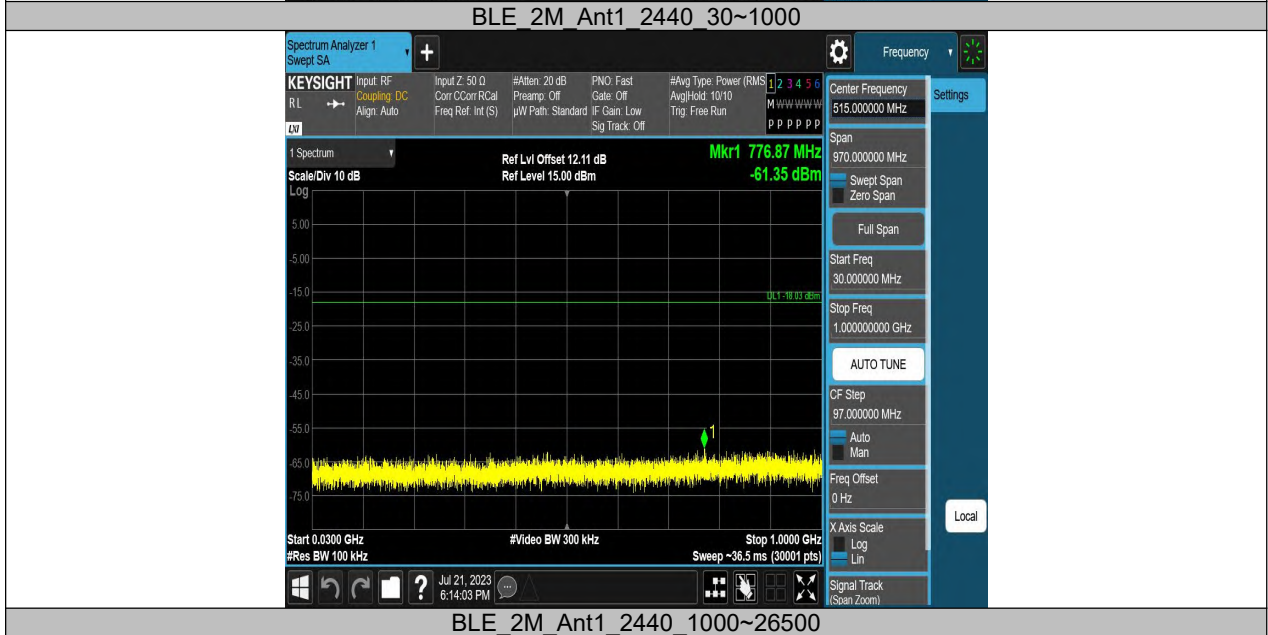 BLE_2M_Ant1_2440_30~1000
Spectrum Analyzer 1
Swept SA
+
Frequency
KEYSIGHT
RL
LXI
Input: RF
Coupling: DC
Align: Auto
Input Z: 50 Ω
Corr CCorr RCal
Freq Ref: Int (S)
#Atten: 20 dB
Preamp: Off
µW Path: Standard
PNO: Fast
Gate: Off
IF Gain: Low
Sig Track: Off
#Avg Type: Power (RMS
Avg|Hold: 10/10
Trig: Free Run
1 2 3 4 5 6
M W W W W W
P P P P P P
Center Frequency
515.000000 MHz
Settings
Span
970.000000 MHz
Swept Span
Zero Span
Full Span
Start Freq
30.000000 MHz
Stop Freq
1.000000000 GHz
AUTO TUNE
CF Step
97.000000 MHz
Auto
Man
Freq Offset
0 Hz
X Axis Scale
Log
Lin
Signal Track
(Span Zoom)
Local
1 Spectrum
Ref Lvl Offset 12.11 dB
Mkr1 776.87 MHz
Scale/Div 10 dB
Ref Level 15.00 dBm
-61.35 dBm
Log
5.00
-5.00
-15.0
DL1 -18.03 dBm
-25.0
-35.0
-45.0
-55.0
1
-65.0
-75.0
Start 0.0300 GHz
#Video BW 300 kHz
Stop 1.0000 GHz
#Res BW 100 kHz
Sweep ~36.5 ms (30001 pts)
?
Jul 21, 2023
6:14:03 PM
BLE_2M_Ant1_2440_1000~26500